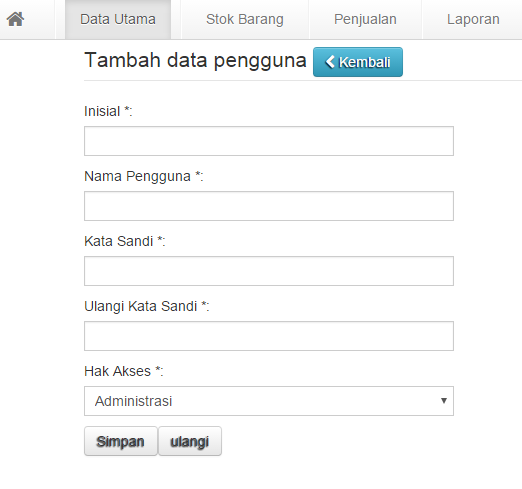 Data Utama Stok Barang Penjualan Laporan
Tambah data pengguna Kembali
Inisial *:
Nama Pengguna *:
Kata Sandi *:
Ulangi Kata Sandi *:
Hak Akses *:
Administrasi
Simpan ulangi